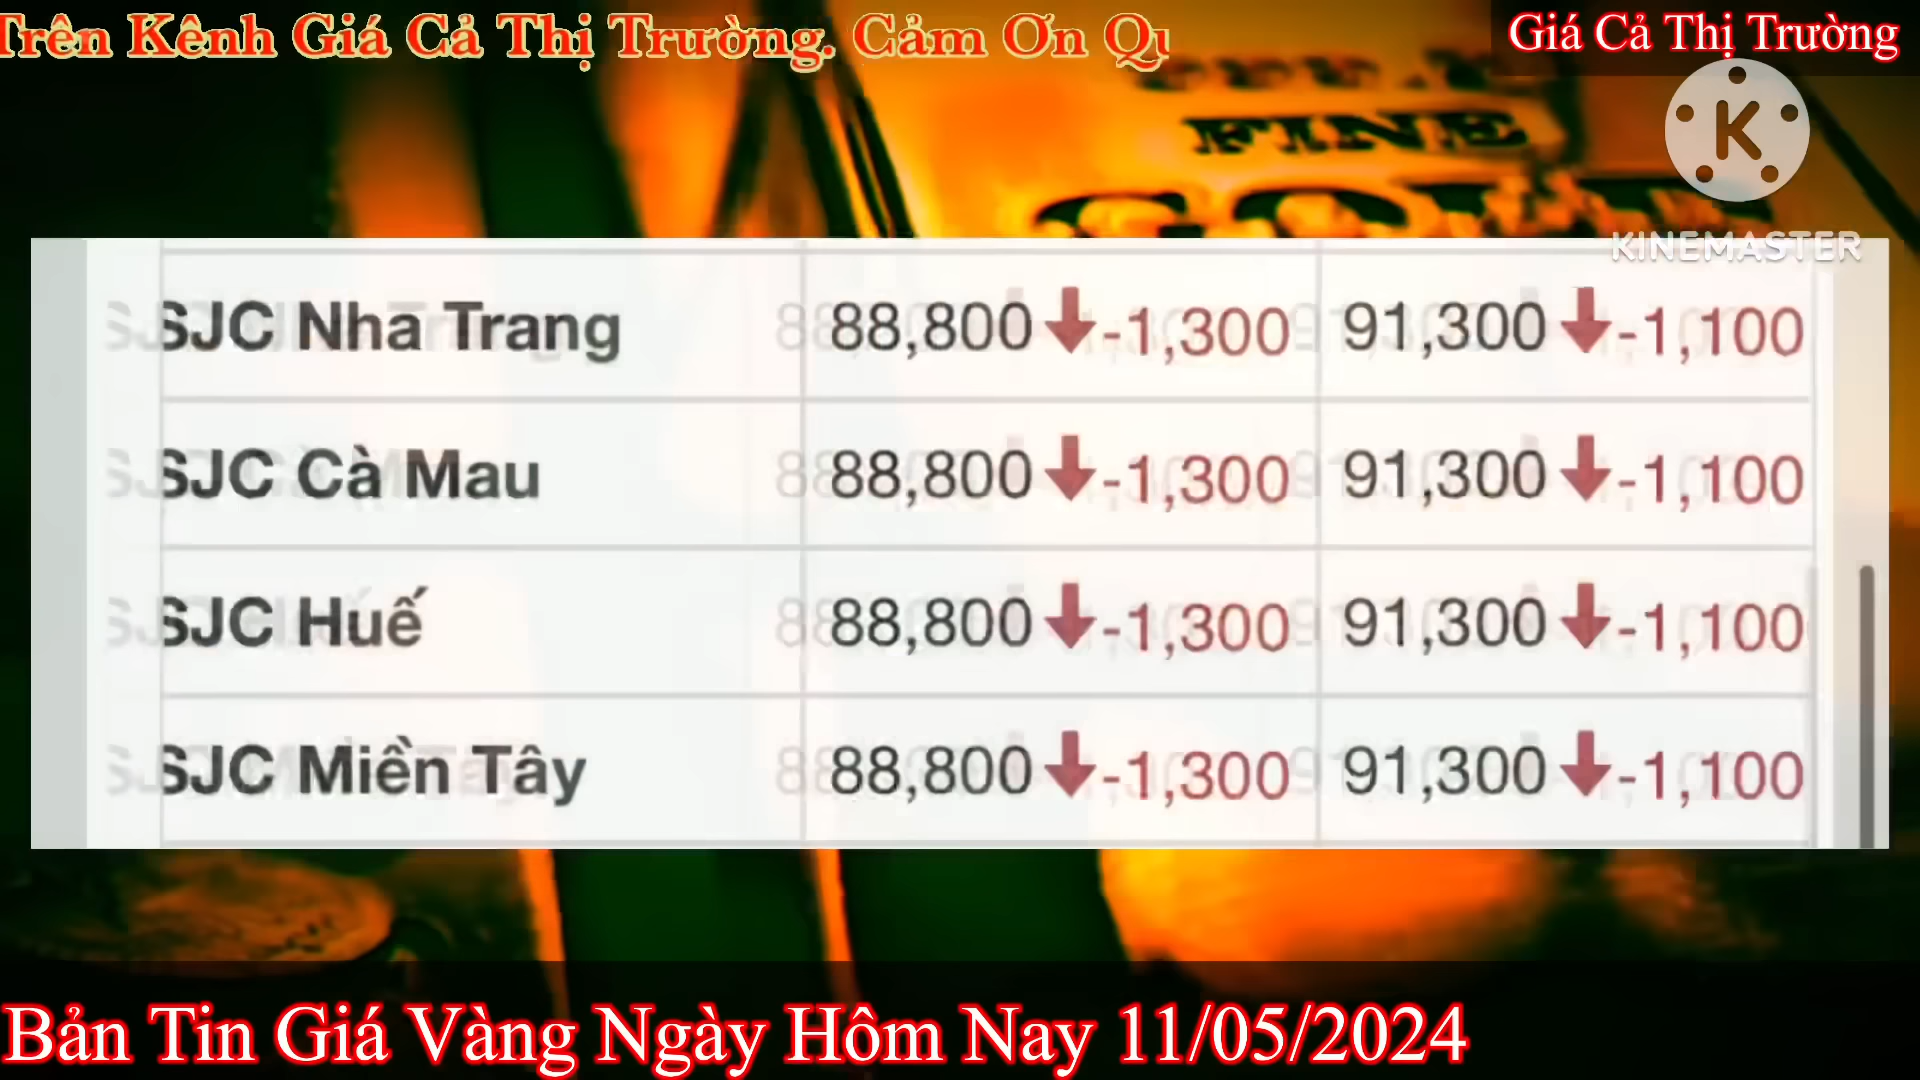 Trên Kênh Giá Cả Thị Trường. Cảm Ơn
Giá Cả Thị Trường
FINE
K
KINEMASTER
SJC Nha Trang 88,800 -1,300 91,300 -1,100
SJC Cà Mau 88,800 -1,300 91,300 -1,100
SJC Huế 88,800 -1,300 91,300 -1,100
SJC Miền Tây 88,800 -1,300 91,300 -1,100
Bản Tin Giá Vàng Ngày Hôm Nay 11/05/2024